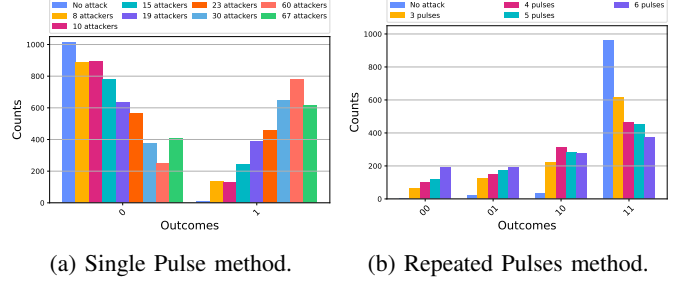 No attack
8 attackers
10 attackers
15 attackers
19 attackers
23 attackers
30 attackers
60 attackers
67 attackers
1000
800
600
400
200
0
Counts
0
1
Outcomes
(a) Single Pulse method.
No attack
3 pulses
4 pulses
5 pulses
6 pulses
1000
800
600
400
200
0
Counts
00
01
10
11
Outcomes
(b) Repeated Pulses method.